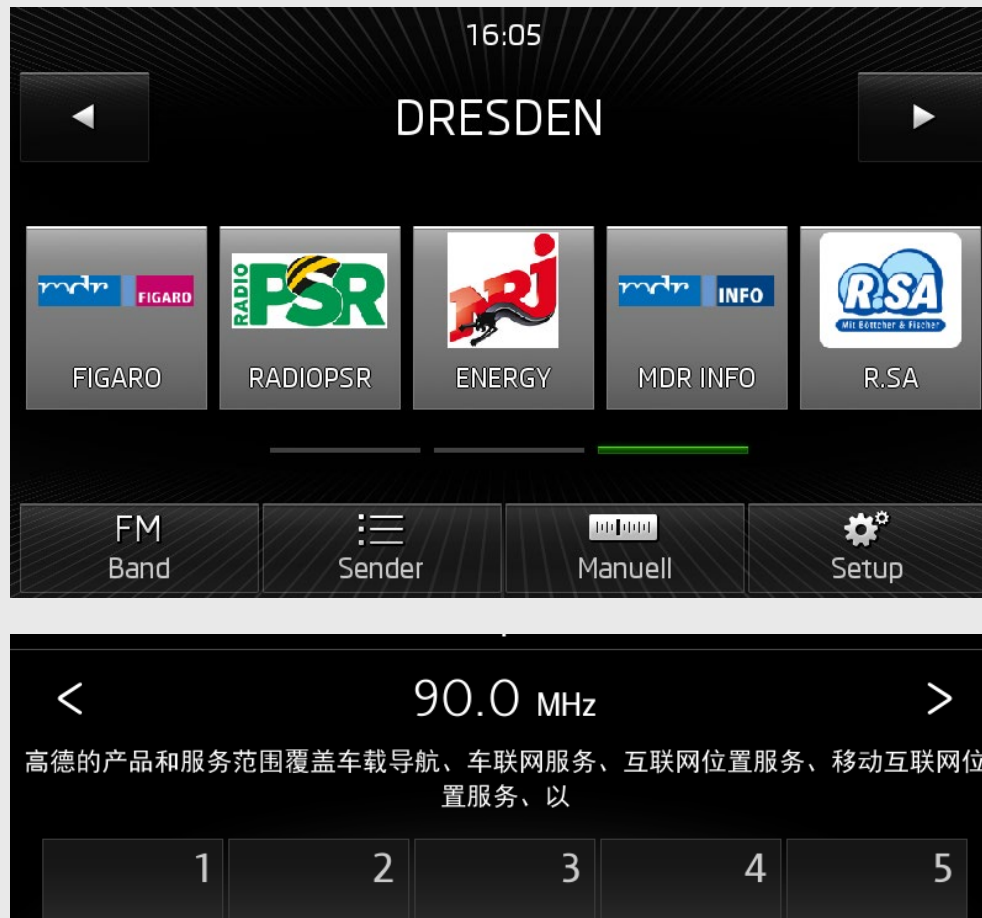 16:05
DRESDEN
mdr FIGARO
RADIO PSR
NRJ
mdr INFO
R.SA
Mit Böttcher & Fischer
FIGARO RADIOPSR ENERGY MDR INFO R.SA
FM
Band Sender Manuell Setup
90.0 MHz
高德的产品和服务范围覆盖车载导航、车联网服务、互联网位置服务、移动互联网位
置服务、以
1 2 3 4 5